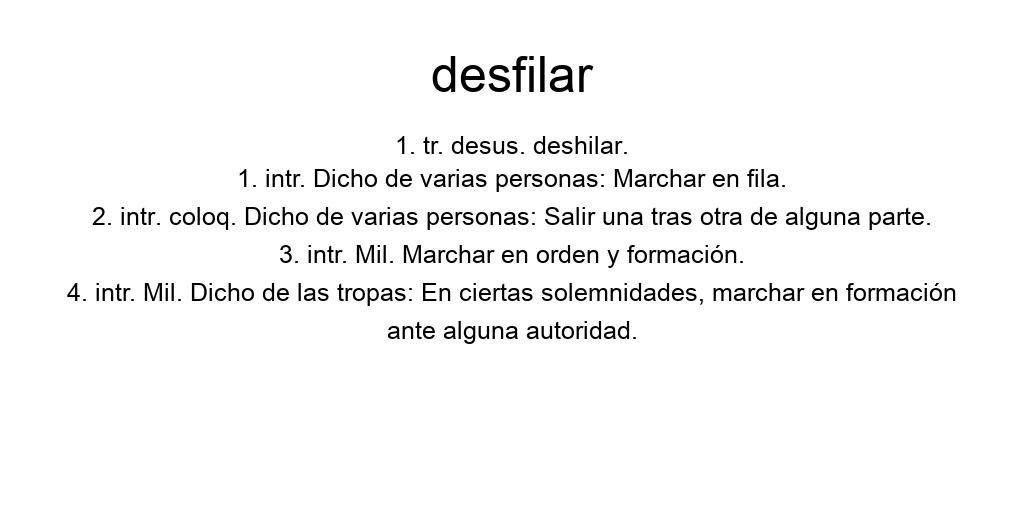 desfilar
1. tr. desus. deshilar.
1. intr. Dicho de varias personas: Marchar en fila.
2. intr. coloq. Dicho de varias personas: Salir una tras otra de alguna parte.
3. intr. Mil. Marchar en orden y formación.
4. intr. Mil. Dicho de las tropas: En ciertas solemnidades, marchar en formación
ante alguna autoridad.